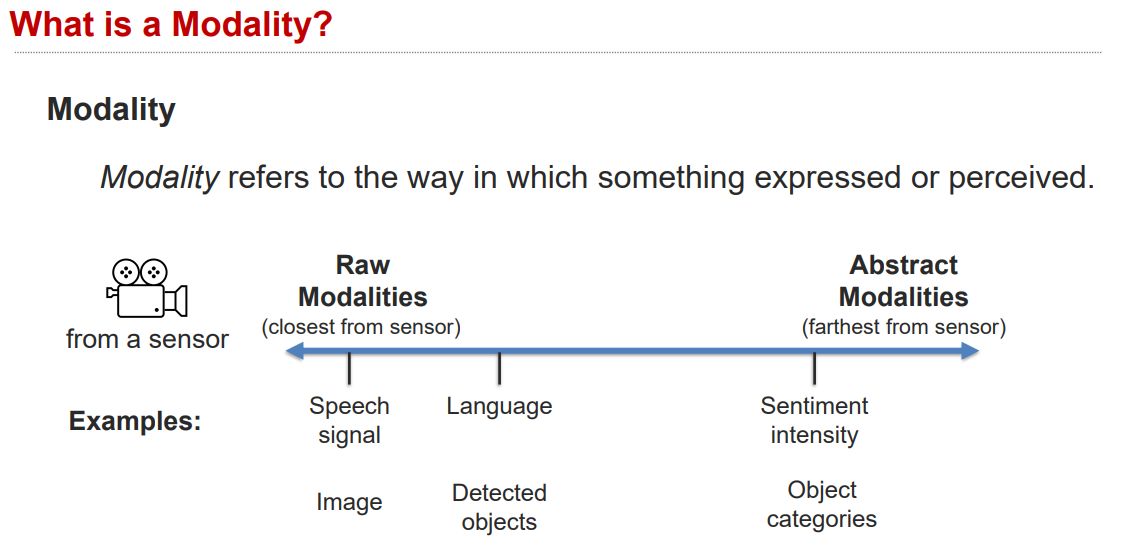 What is a Modality?
Modality
Modality refers to the way in which something expressed or perceived.
from a sensor
Raw
Modalities
(closest from sensor)
Abstract
Modalities
(farthest from sensor)
Examples:
Speech
signal
Language
Sentiment
intensity
Image
Detected
objects
Object
categories